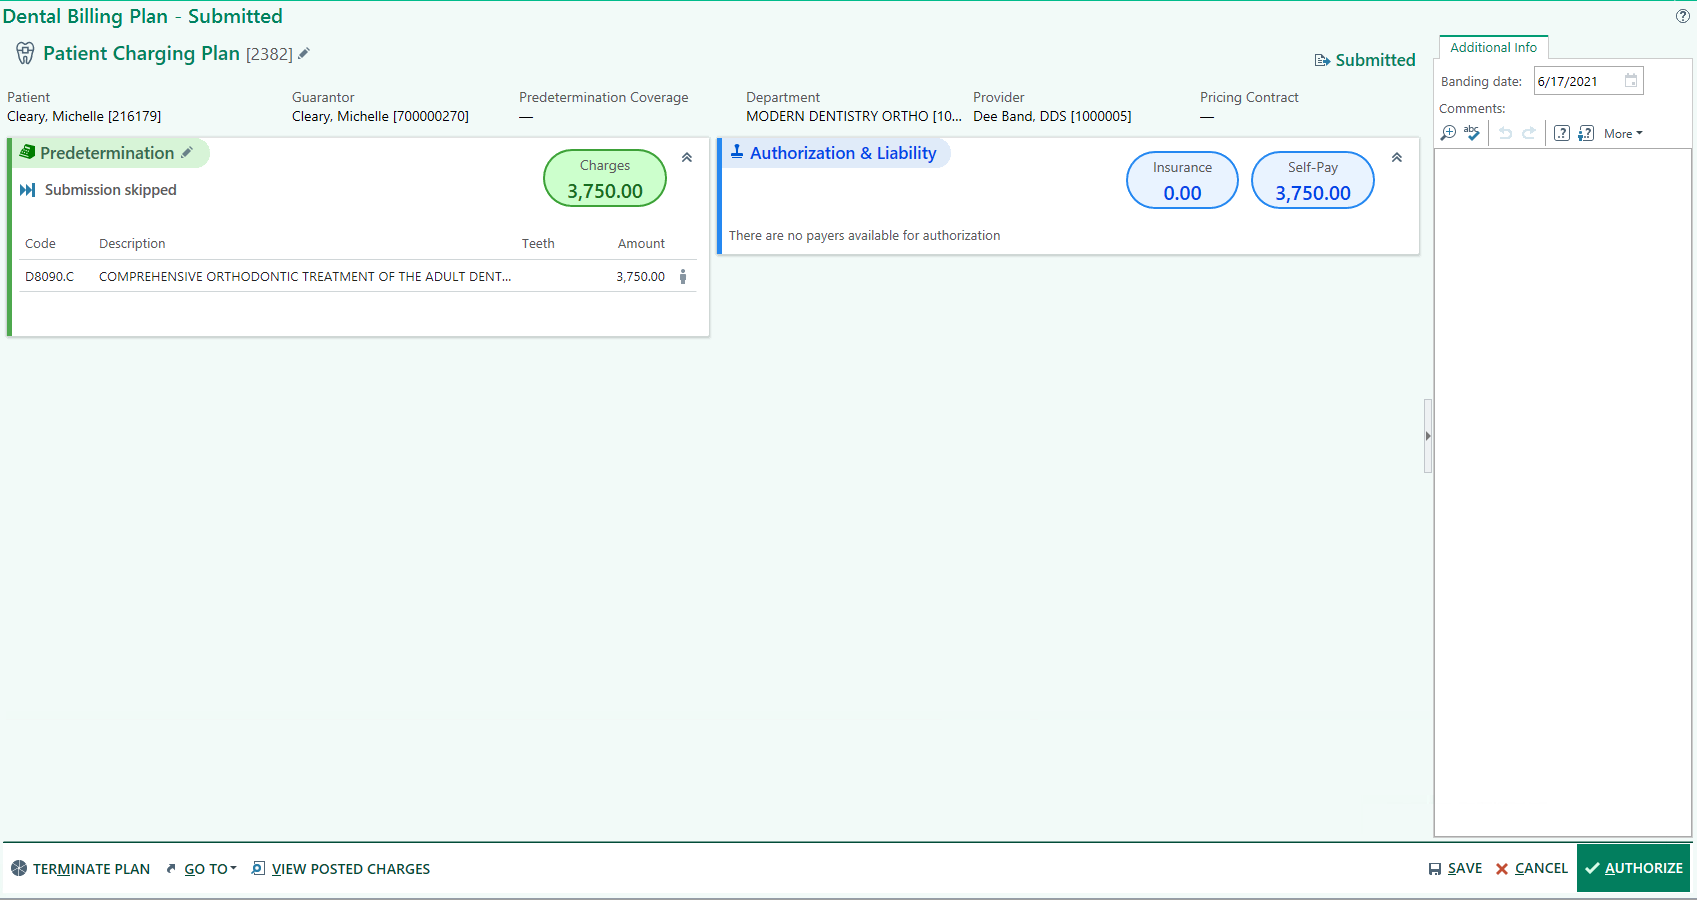 Dental Billing Plan - Submitted
Patient Charging Plan [2382]
Submitted
Patient
Cleary, Michelle [216179]
Guarantor
Cleary, Michelle [700000270]
Predetermination Coverage
—
Department
MODERN DENTISTRY ORTHO [10...
Provider
Dee Band, DDS [1000005]
Pricing Contract
—
Predetermination
Submission skipped
Charges
3,750.00
Code Description Teeth Amount
D8090.C COMPREHENSIVE ORTHODONTIC TREATMENT OF THE ADULT DENT... 3,750.00
Authorization & Liability
Insurance
0.00
Self-Pay
3,750.00
There are no payers available for authorization
Additional Info
Banding date: 6/17/2021
Comments:
abc
More
TERMINATE PLAN GO TO VIEW POSTED CHARGES
SAVE CANCEL AUTHORIZE